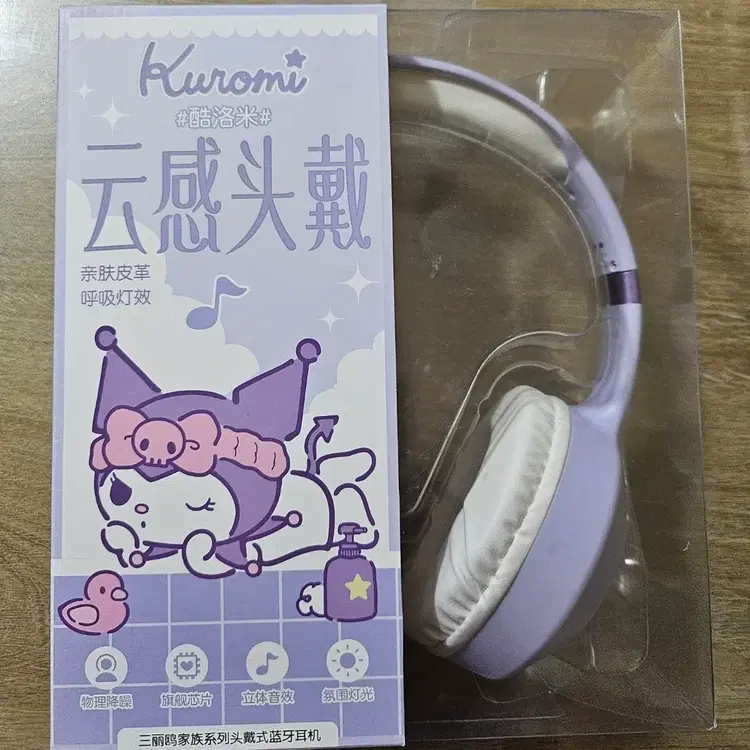 Kuromi
#酷洛米#
云感头戴
亲肤皮革
呼吸灯效
物理降噪
旗舰芯片
立体音效
氛围灯光
三丽鸥家族系列头戴式蓝牙耳机